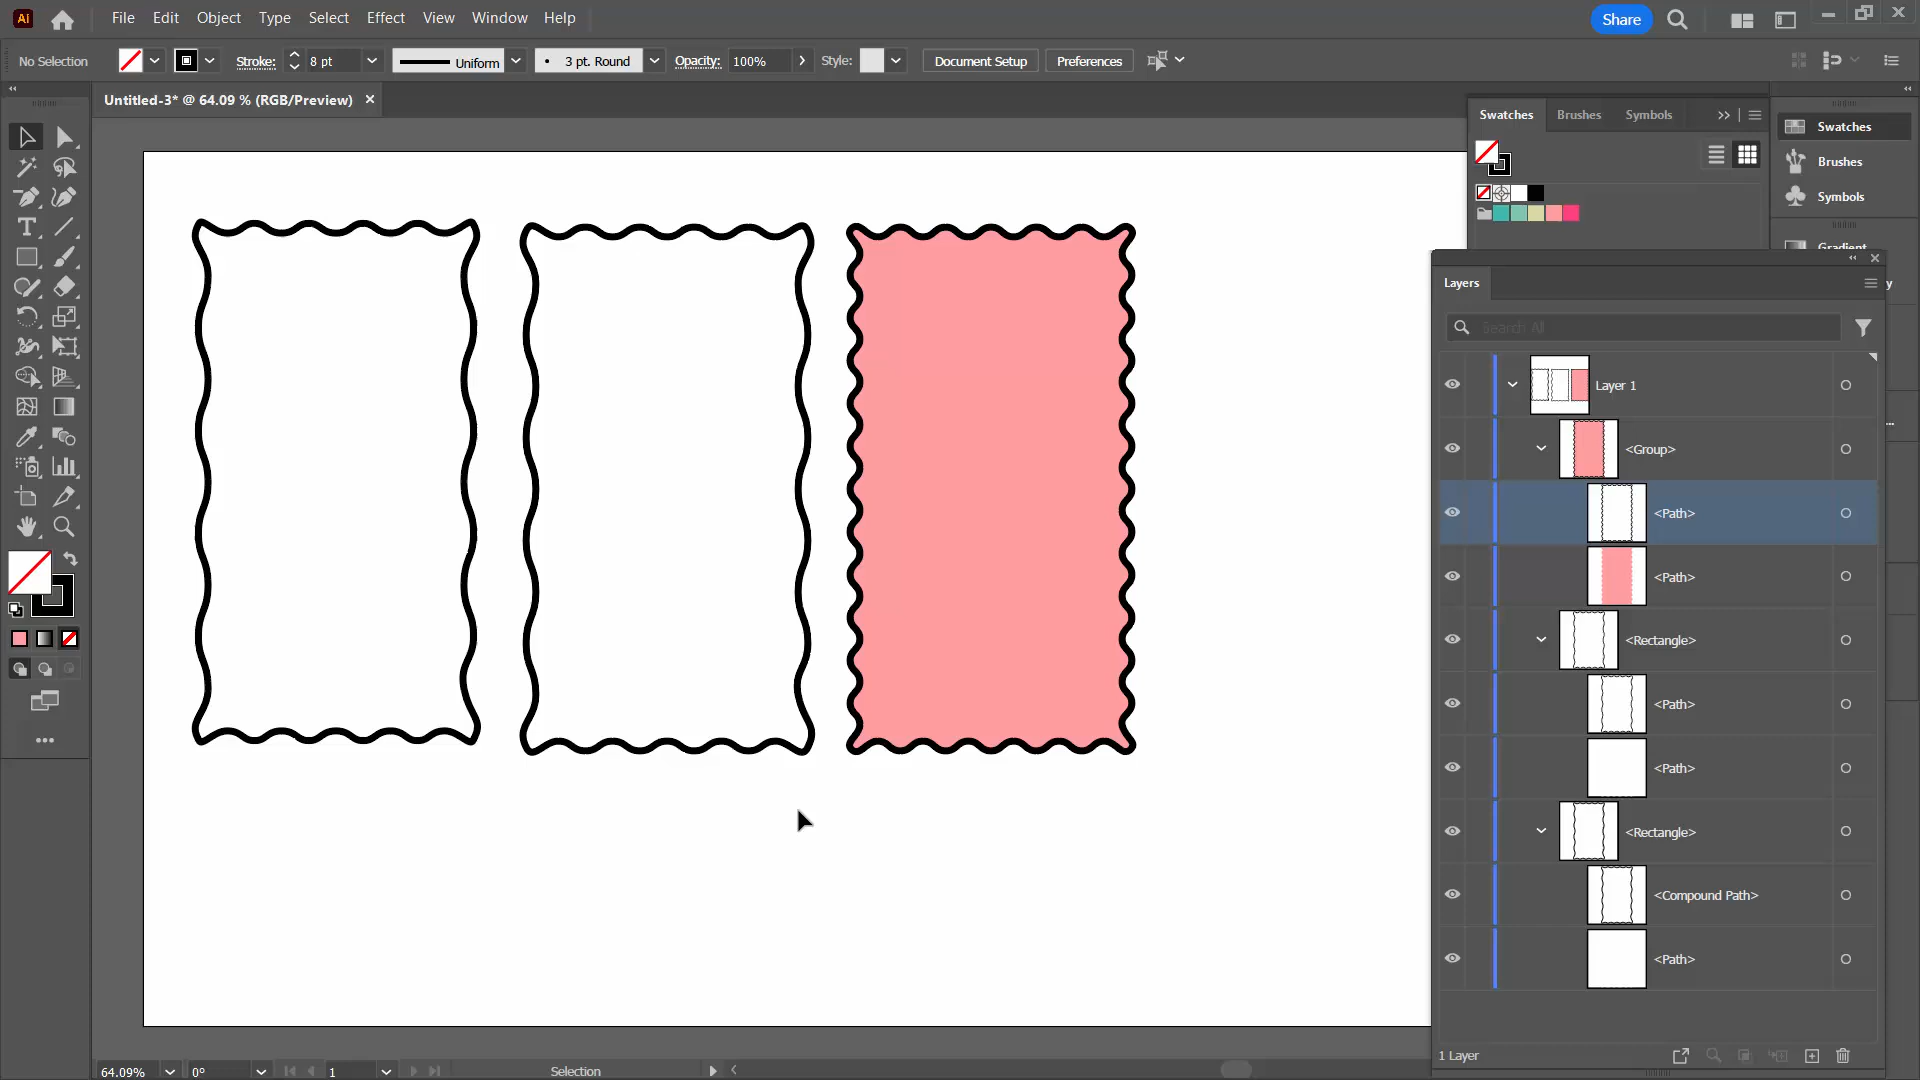 Ai File Edit Object Type Select Effect View Window Help Share
No Selection Stroke: 8 pt Uniform 3 pt. Round Opacity: 100% Style: Document Setup Preferences
Untitled-3* @ 64.09 % (RGB/Preview)
Swatches Brushes Symbols
Swatches
Brushes
Symbols
Gradient
Layers
Search All
Layer 1
<Group>
<Path>
<Path>
<Rectangle>
<Path>
<Path>
<Rectangle>
<Compound Path>
<Path>
1 Layer
64.09% 0° 1 Selection